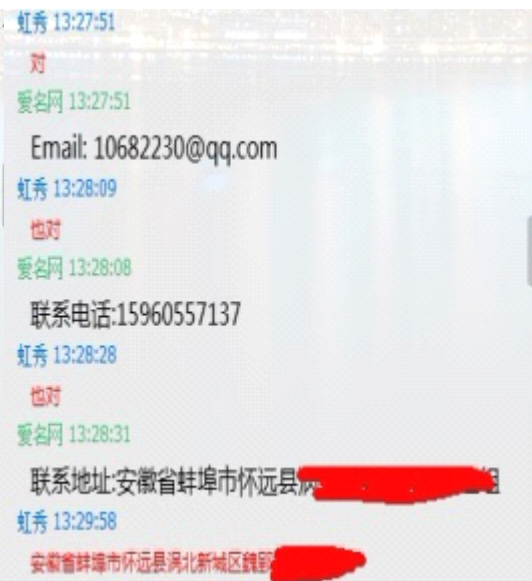 虹秀 13:27:51
对
爱名网 13:27:51
Email: 10682230@qq.com
虹秀 13:28:09
也对
爱名网 13:28:08
联系电话:15960557137
虹秀 13:28:28
也对
爱名网 13:28:31
联系地址:安徽省蚌埠市怀远县 组
虹秀 13:29:58
安徽省蚌埠市怀远县涡北新城区魏郢